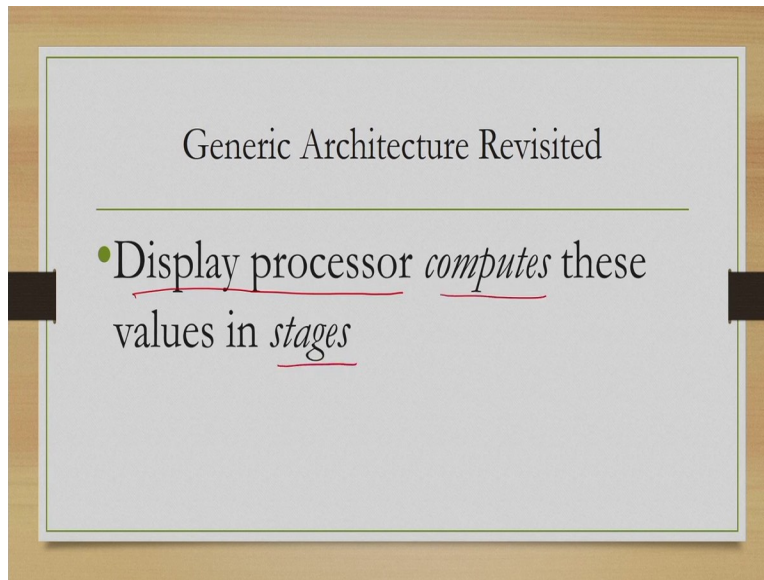 Generic Architecture Revisited
•Display processor computes these
values in stages